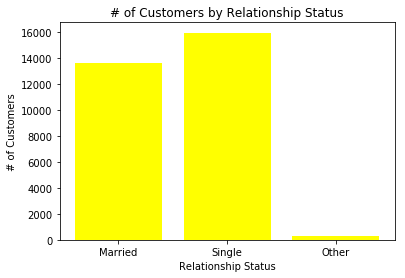 # of Customers by Relationship Status
16000
14000
12000
10000
8000
6000
4000
2000
0
# of Customers
Married Single Other
Relationship Status